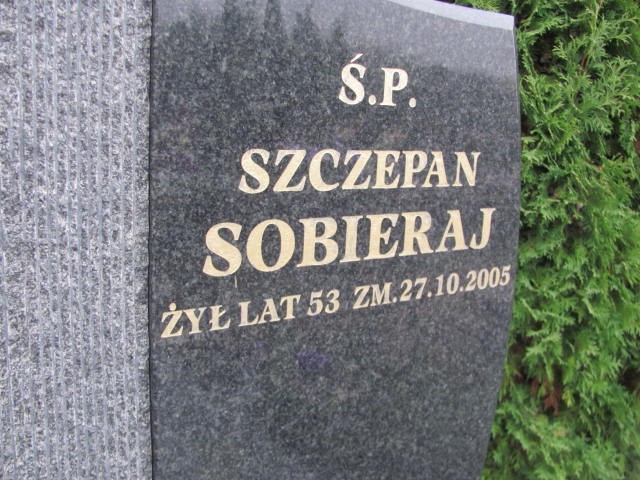 Ś.P.
SZCZEPAN
SOBIERAJ
ŻYŁ LAT 53 ZM.27.10.2005